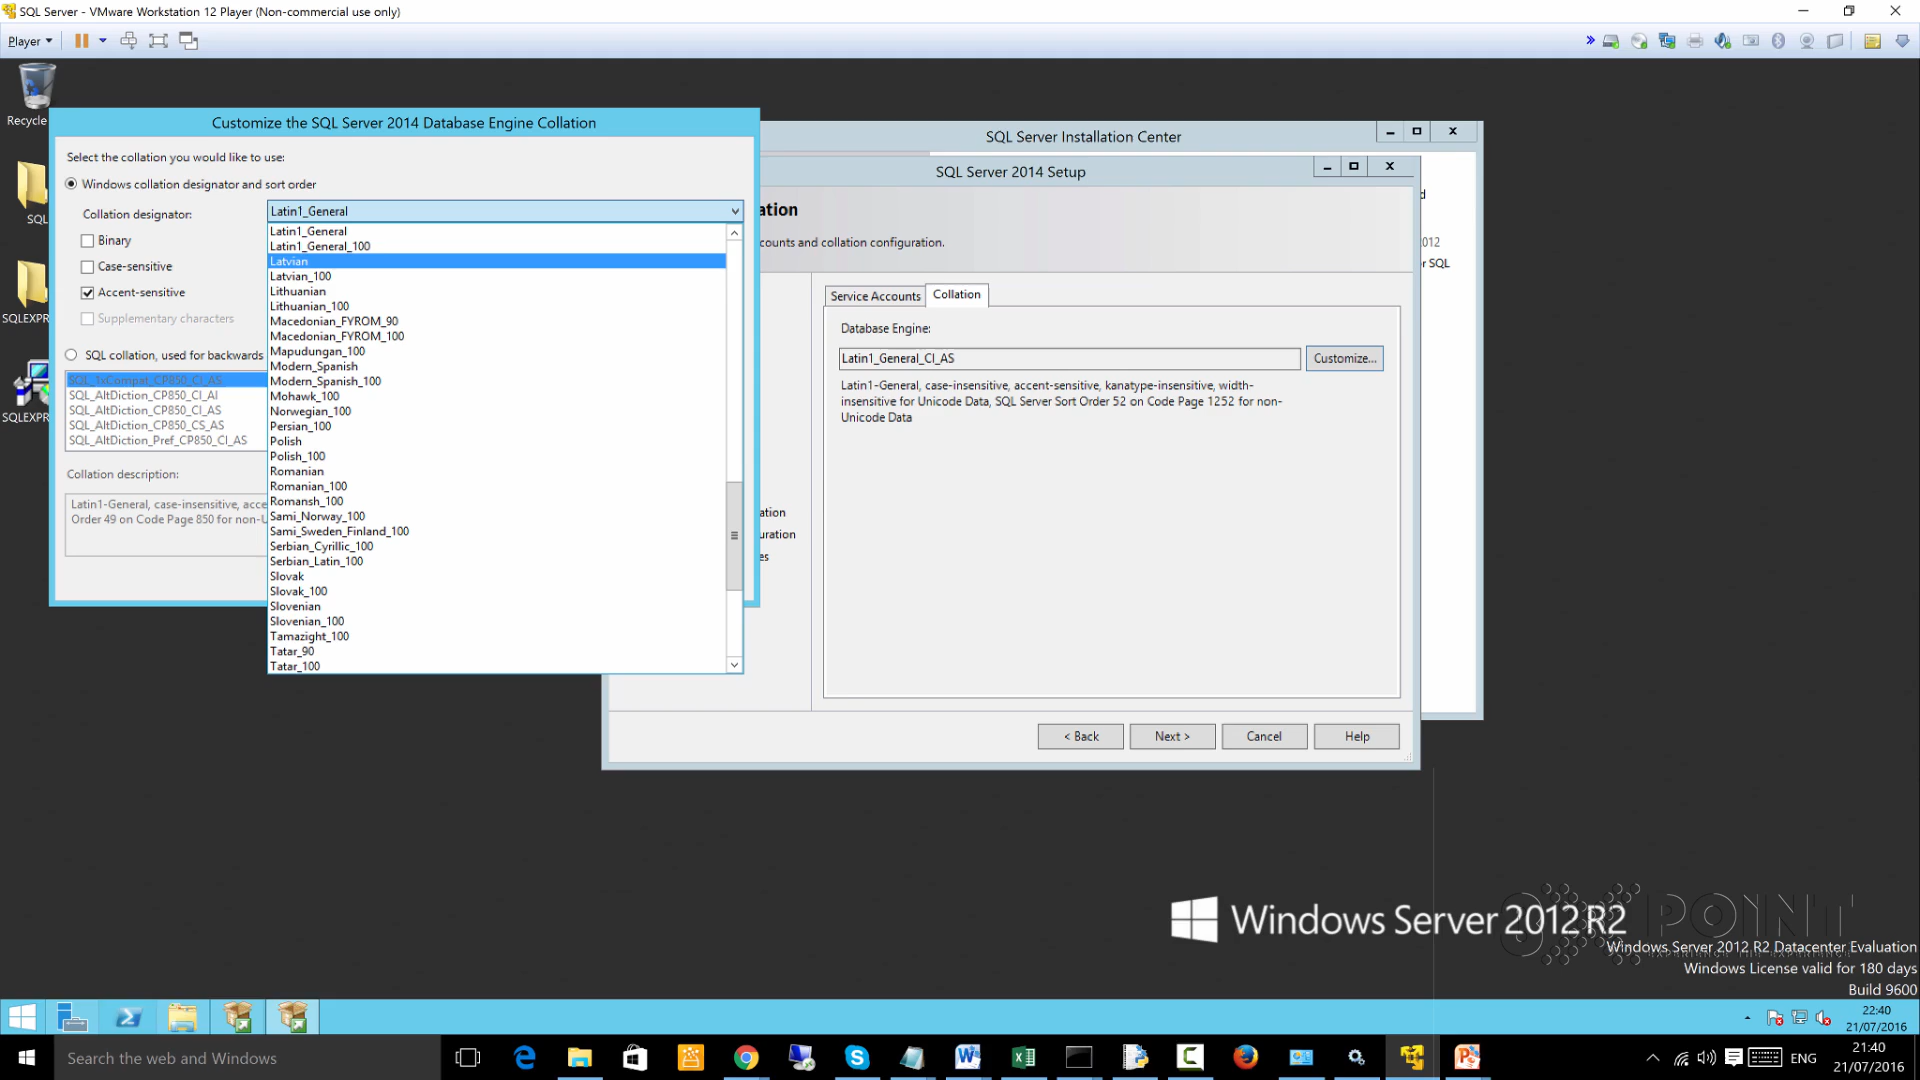 SQL Server - VMware Workstation 12 Player (Non-commercial use only)
Player
Recycle
SQL
SQLEXPR
SQLEXPR
Customize the SQL Server 2014 Database Engine Collation
Select the collation you would like to use:
Windows collation designator and sort order
Collation designator:
Latin1_General
Binary
Case-sensitive
Accent-sensitive
Supplementary characters
SQL collation, used for backwards
SQL_1xCompat_CP850_CI_AS
SQL_AltDiction_CP850_CI_AI
SQL_AltDiction_CP850_CI_AS
SQL_AltDiction_CP850_CS_AS
SQL_AltDiction_Pref_CP850_CI_AS
Collation description:
Latin1-General, case-insensitive, acce
Order 49 on Code Page 850 for non-U
Latin1_General
Latin1_General_100
Latvian
Latvian_100
Lithuanian
Lithuanian_100
Macedonian_FYROM_90
Macedonian_FYROM_100
Mapudungan_100
Modern_Spanish
Modern_Spanish_100
Mohawk_100
Norwegian_100
Persian_100
Polish
Polish_100
Romanian
Romanian_100
Romansh_100
Sami_Norway_100
Sami_Sweden_Finland_100
Serbian_Cyrillic_100
Serbian_Latin_100
Slovak
Slovak_100
Slovenian
Slovenian_100
Tamazight_100
Tatar_90
Tatar_100
SQL Server Installation Center
d
012
r SQL
SQL Server 2014 Setup
ation
counts and collation configuration.
ation
uration
es
Service Accounts
Collation
Database Engine:
Latin1_General_CI_AS
Customize...
Latin1-General, case-insensitive, accent-sensitive, kanatype-insensitive, width-
insensitive for Unicode Data, SQL Server Sort Order 52 on Code Page 1252 for non-
Unicode Data
< Back
Next >
Cancel
Help
Windows Server 2012 R2
POINT
Windows Server 2012 R2 Datacenter Evaluation
Windows License valid for 180 days
Build 9600
22:40
21/07/2016
Search the web and Windows
ENG
21:40
21/07/2016